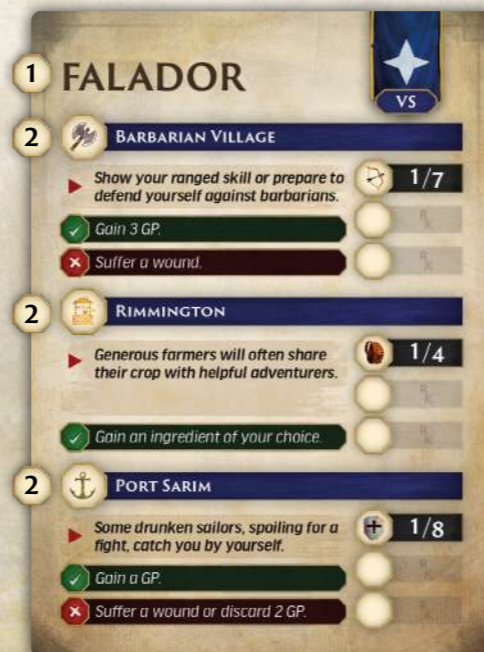 1
FALADOR
VS
2
BARBARIAN VILLAGE
Show your ranged skill or prepare to
defend yourself against barbarians.
1/7
Gain 3 GP.
Suffer a wound.
2
RIMMINGTON
Generous farmers will often share
their crop with helpful adventurers.
1/4
Gain an ingredient of your choice.
2
PORT SARIM
Some drunken sailors, spoiling for a
fight, catch you by yourself.
1/8
Gain a GP.
Suffer a wound or discard 2 GP.